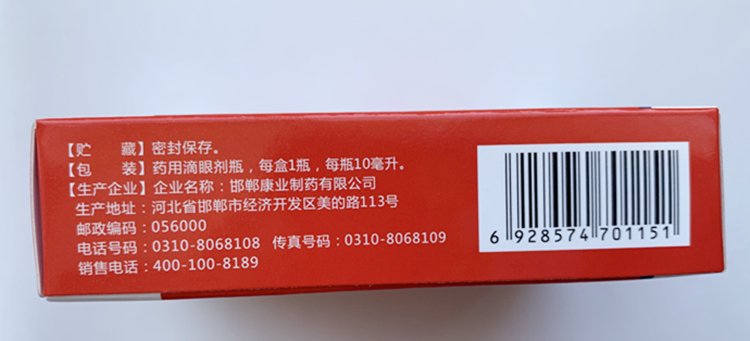 【贮　　藏】密封保存。
【包　　装】药用滴眼剂瓶，每盒1瓶，每瓶10毫升。
【生产企业】企业名称：邯郸康业制药有限公司
生产地址：河北省邯郸市经济开发区美的路113号
邮政编码：056000
电话号码：0310-8068108  传真号码：0310-8068109
销售电话：400-100-8189
6 928574 701151